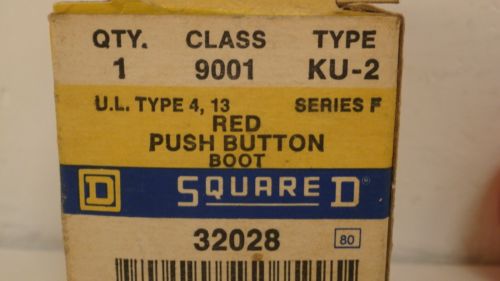 QTY. CLASS TYPE
1 9001 KU-2
U.L. TYPE 4, 13 SERIES F
RED
PUSH BUTTON
BOOT
D SQUARE D®
32028 80